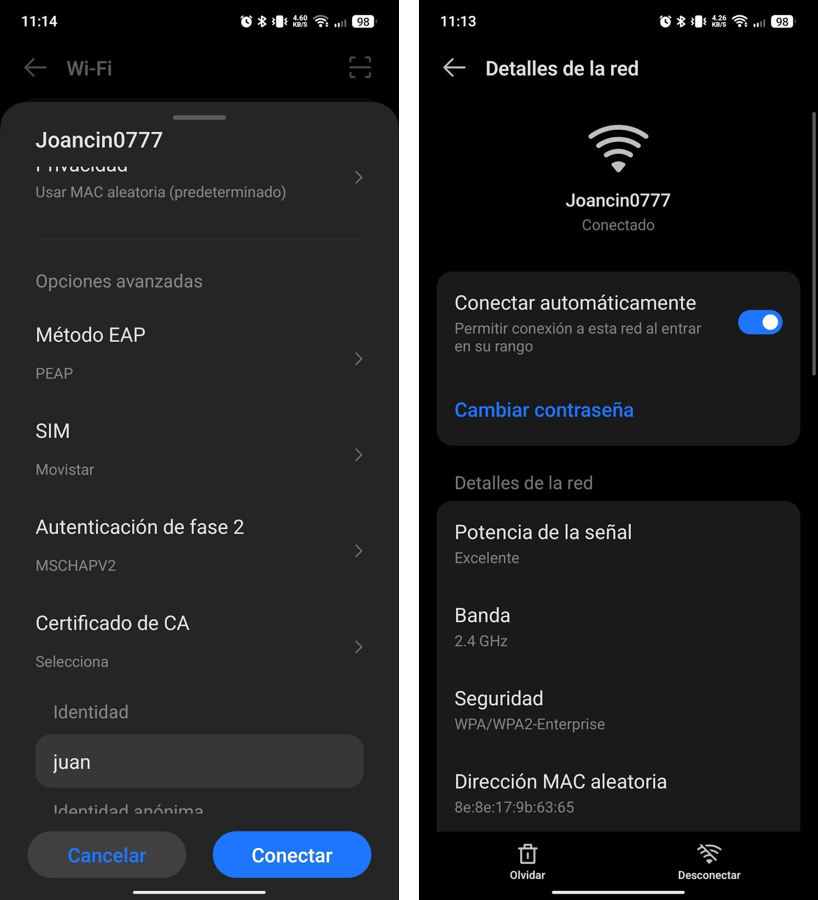 11:14
4.60
KB/S
98
Wi-Fi
Joancin0777
Privacidad
Usar MAC aleatoria (predeterminado)
Opciones avanzadas
Método EAP
PEAP
SIM
Movistar
Autenticación de fase 2
MSCHAPV2
Certificado de CA
Selecciona
Identidad
juan
Identidad anónima
Cancelar
Conectar
11:13
4.26
KB/S
98
Detalles de la red
Joancin0777
Conectado
Conectar automáticamente
Permitir conexión a esta red al entrar
en su rango
Cambiar contraseña
Detalles de la red
Potencia de la señal
Excelente
Banda
2.4 GHz
Seguridad
WPA/WPA2-Enterprise
Dirección MAC aleatoria
8e:8e:17:9b:63:65
Olvidar
Desconectar